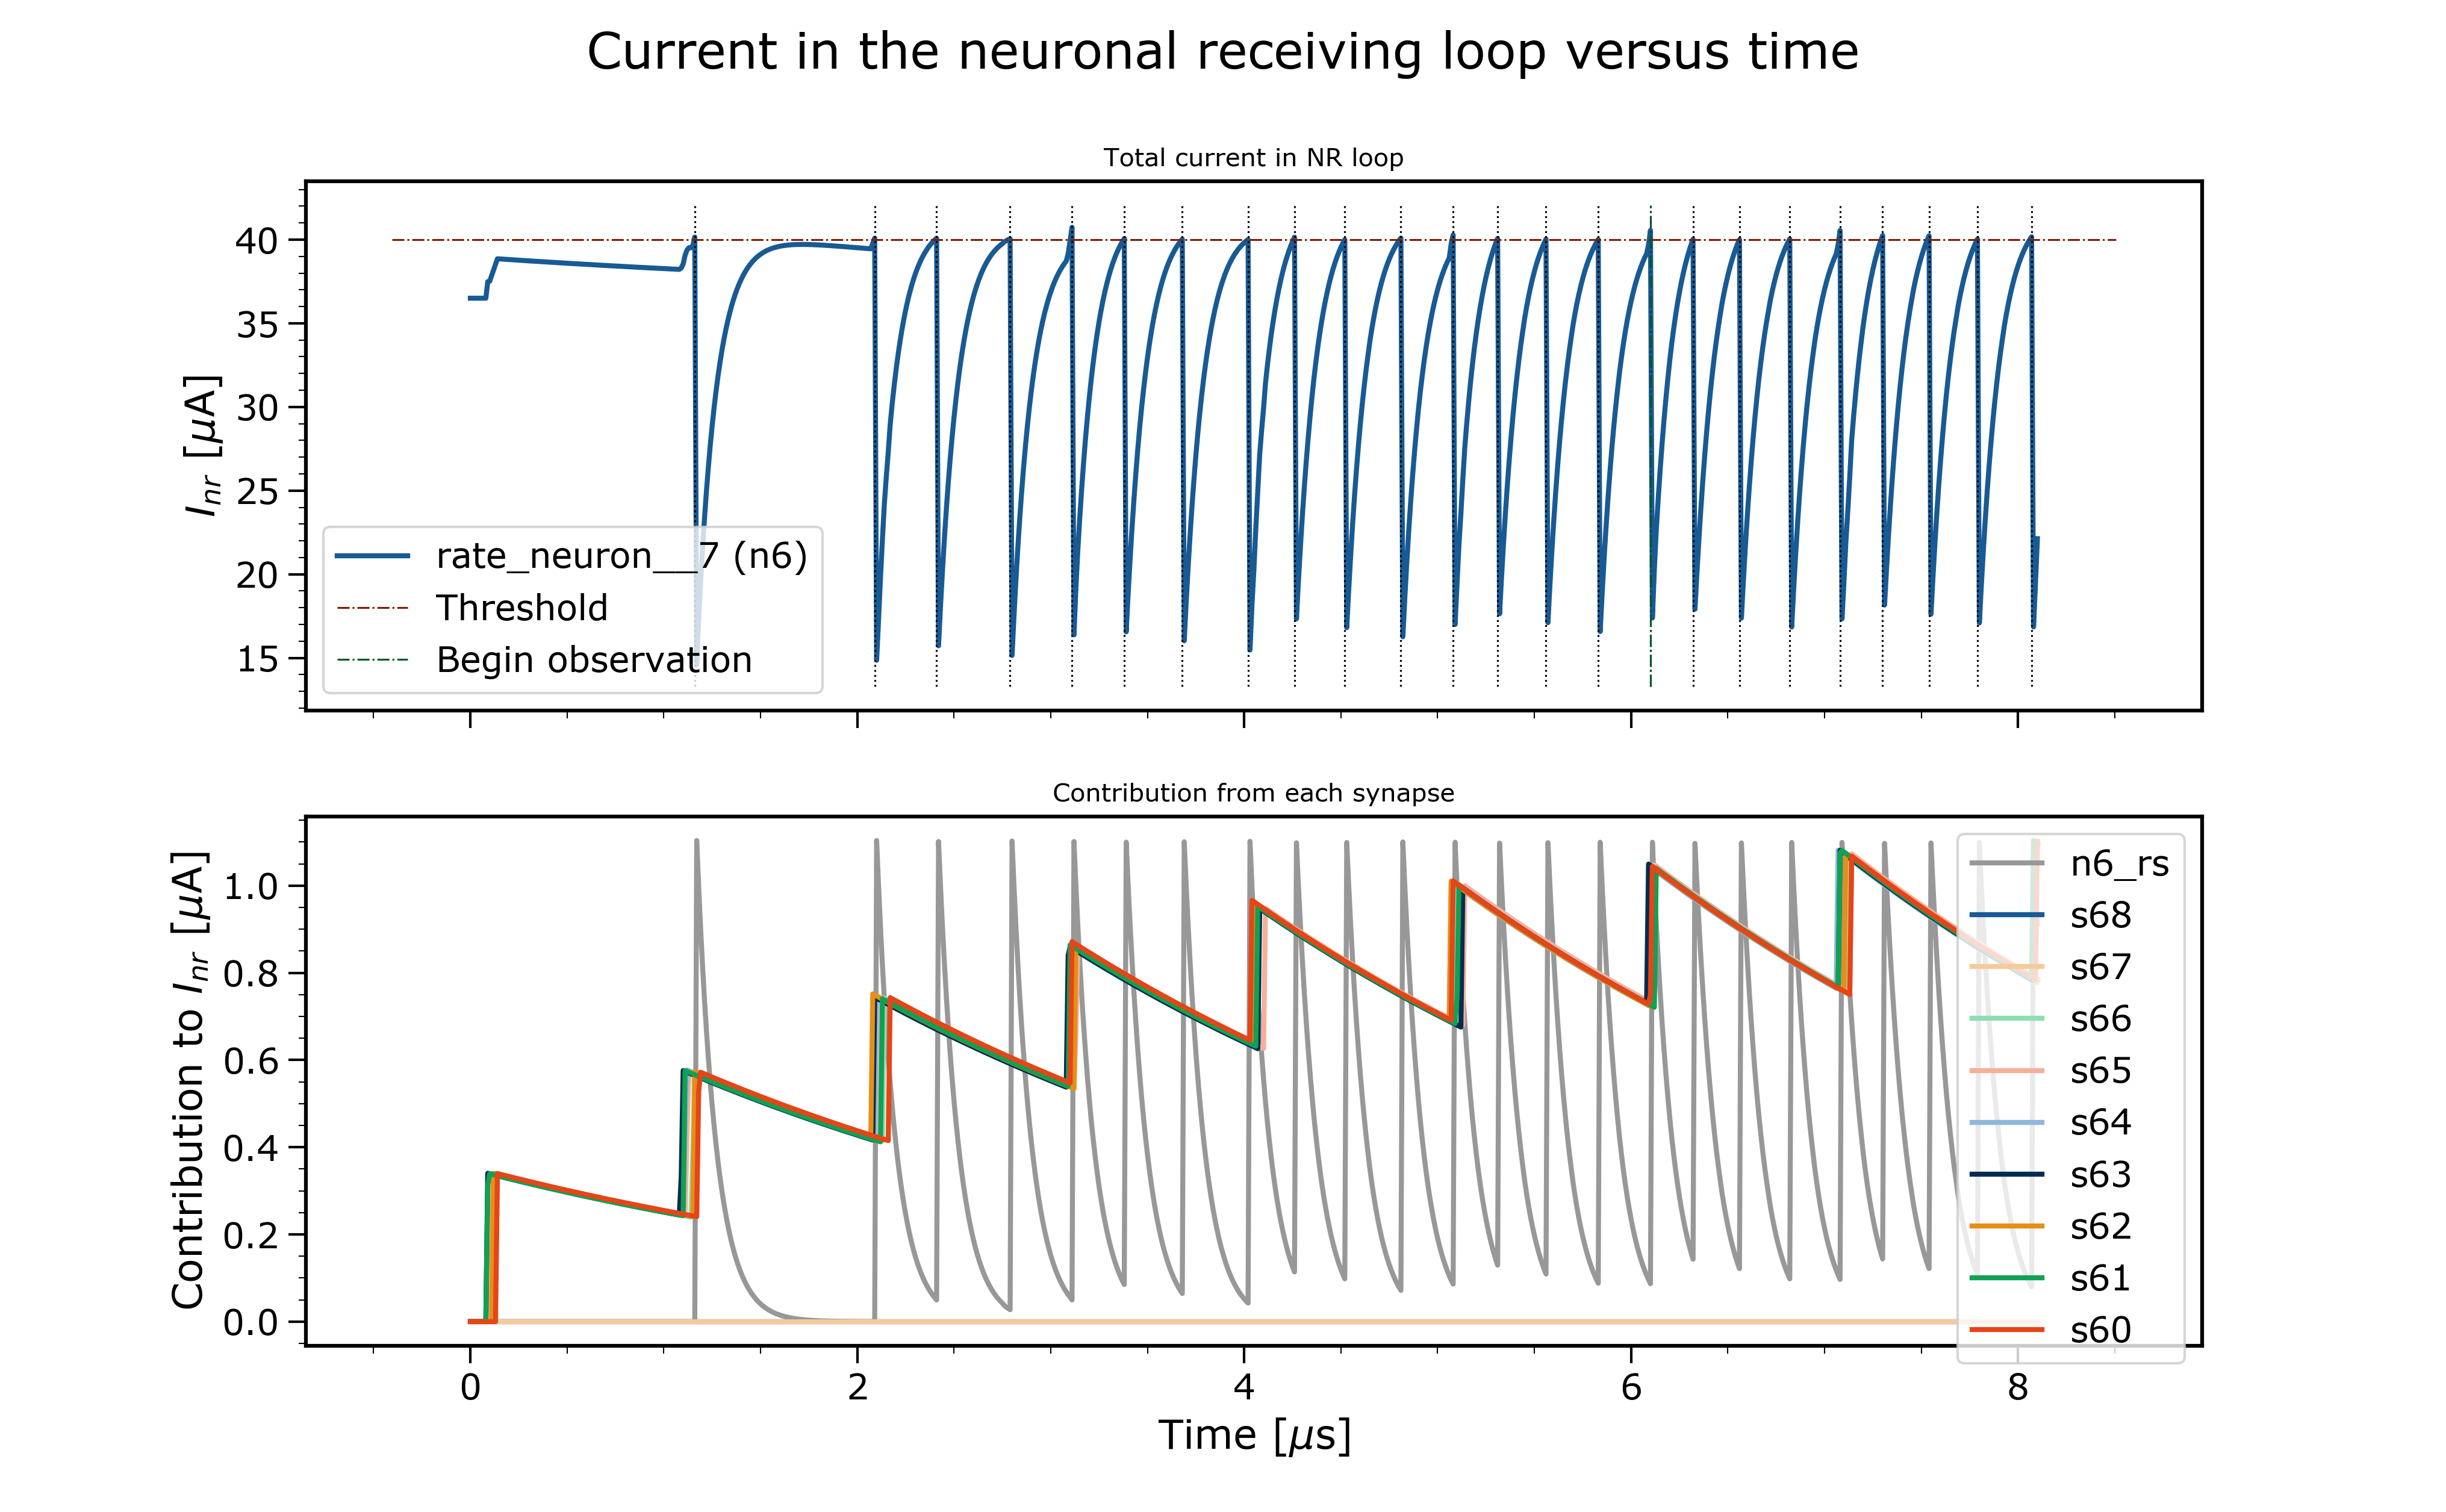 Current in the neuronal receiving loop versus time
Total current in NR loop
40
35
30
25
20
15
I_nr [μA]
rate_neuron__7 (n6)
Threshold
Begin observation
Contribution from each synapse
1.0
0.8
0.6
0.4
0.2
0.0
Contribution to I_nr [μA]
n6_rs
s68
s67
s66
s65
s64
s63
s62
s61
s60
0 2 4 6 8
Time [μs]